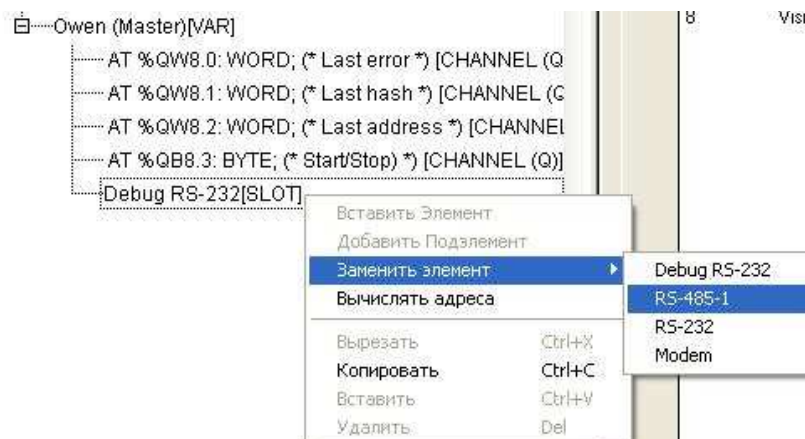 Owen (Master)[VAR]
AT %QW8.0: WORD; (* Last error *) [CHANNEL (Q
AT %QW8.1: WORD; (* Last hash *) [CHANNEL (Q
AT %QW8.2: WORD; (* Last address *) [CHANNEL
AT %QB8.3: BYTE; (* Start/Stop) *) [CHANNEL (Q)]
Debug RS-232[SLOT]
8 Visi
Вставить Элемент
Добавить Подэлемент
Заменить элемент
Вычислять адреса
Вырезать Ctrl+X
Копировать Ctrl+C
Вставить Ctrl+V
Удалить Del
Debug RS-232
RS-485-1
RS-232
Modem